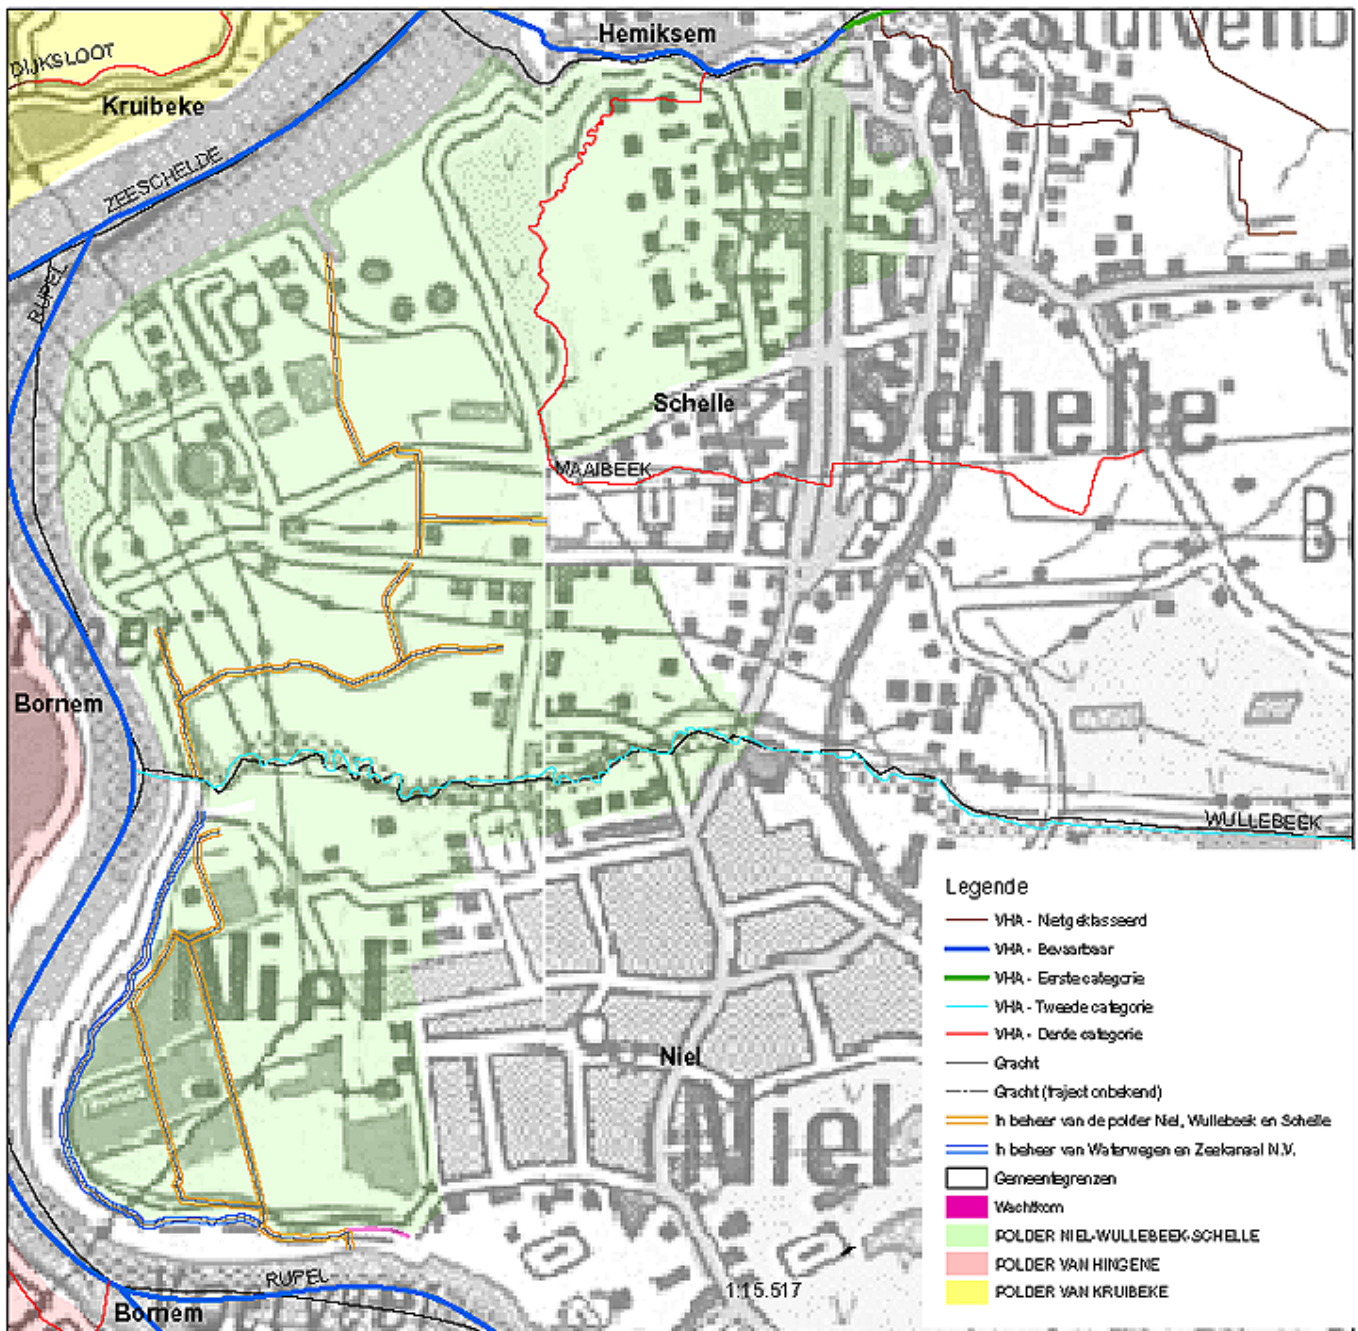 Hemiksem
DIJKSLOOT
Kruibeke
ZEESCHELDE
RUPEL
Schelle
Schelle
MAAIBEEK
B
Bornem
WULLEBEEK
Niel
Niel
Niel
RUPEL
Bornem
1:15.517
Legende
VHA - Niet geklasseerd
VHA - Bevaarbaar
VHA - Eerste categorie
VHA - Tweede categorie
VHA - Derde categorie
Gracht
Gracht (traject onbekend)
In beheer van de polder Niel, Wullebeek en Schelle
In beheer van Waterwegen en Zeekanaal N.V.
Gemeentegrenzen
Wachtkom
POLDER NIEL-WULLEBEEK-SCHELLE
POLDER VAN HINGENE
POLDER VAN KRUIBEKE